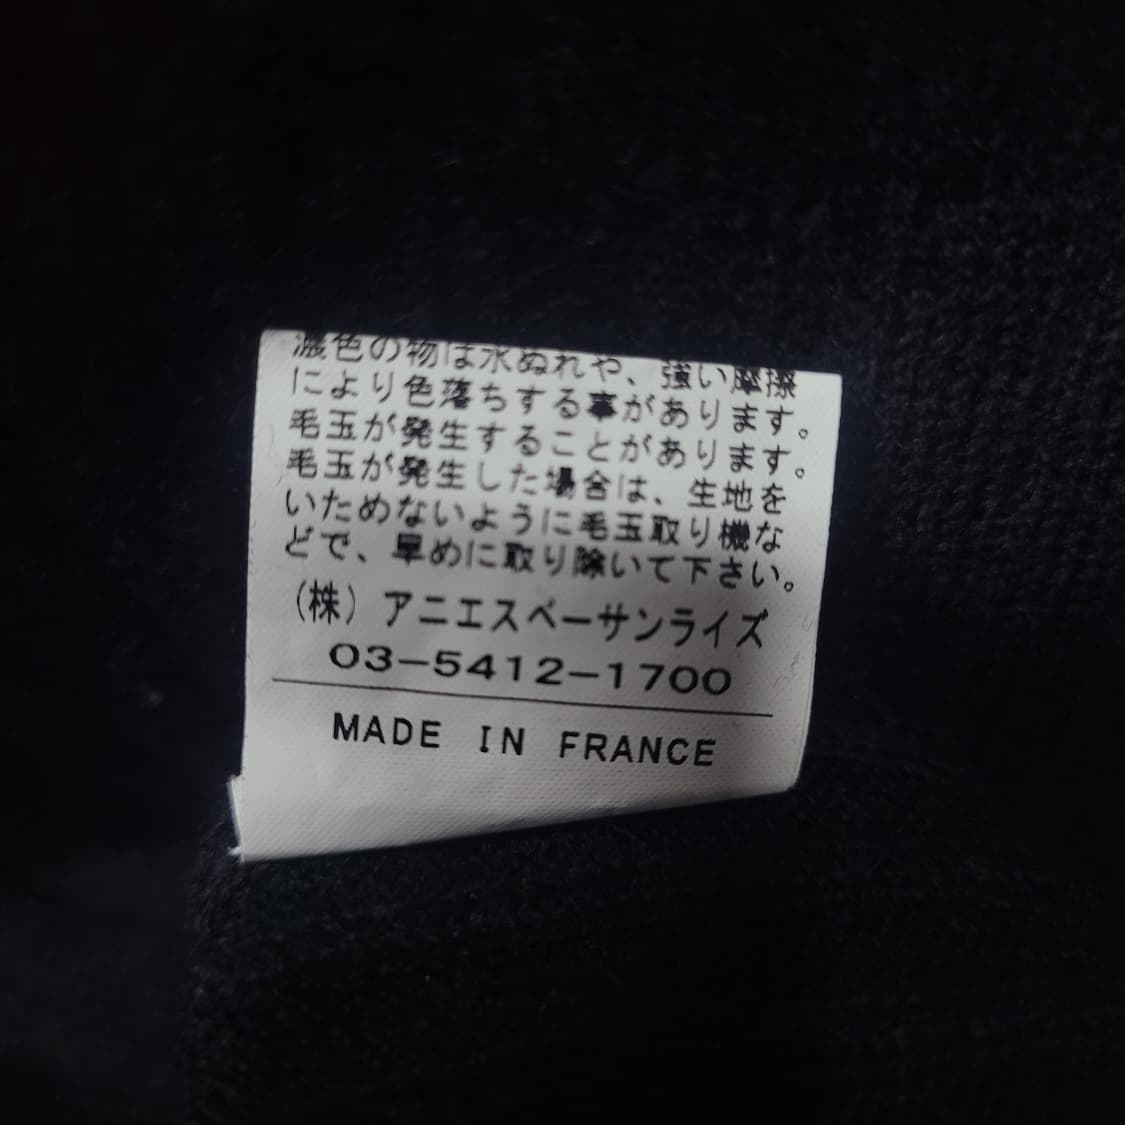 濃色の物は水ぬれや、強い摩擦
により色落ちする事があります。
毛玉が発生することがあります。
毛玉が発生した場合は、生地を
いためないように毛玉取り機な
どで、早めに取り除いて下さい。
(株) アニエスベーサンライズ
03-5412-1700
MADE IN FRANCE